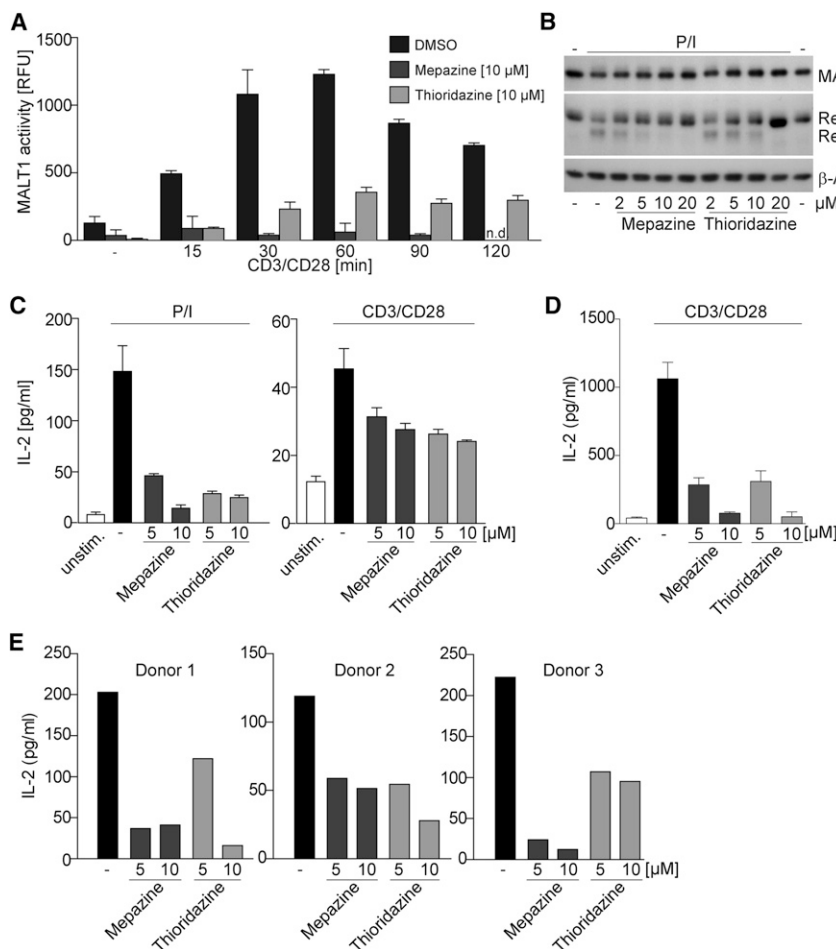 A
MALT1 actiivity [RFU]
1500
1000
500
0
DMSO
Mepazine [10 µM]
Thioridazine [10 µM]
n.d
- 15 30 60 90 120
CD3/CD28 [min]
B
- P/I -
MA
Re
Re
β-A
- - 2 5 10 20 2 5 10 20 - µM
Mepazine Thioridazine
C
P/I
IL-2 [pg/ml]
200
150
100
50
0
unstim. - 5 10 5 10
Mepazine Thioridazine
CD3/CD28
60
40
20
0
unstim. - 5 10 5 10 [µM]
Mepazine Thioridazine
D
CD3/CD28
IL-2 (pg/ml)
1500
1000
500
0
unstim. - 5 10 5 10 [µM]
Mepazine Thioridazine
E
Donor 1
IL-2 (pg/ml)
250
200
150
100
50
0
- 5 10 5 10
Mepazine Thioridazine
Donor 2
150
100
50
0
- 5 10 5 10
Mepazine Thioridazine
Donor 3
250
200
150
100
50
0
- 5 10 5 10 [µM]
Mepazine Thioridazine